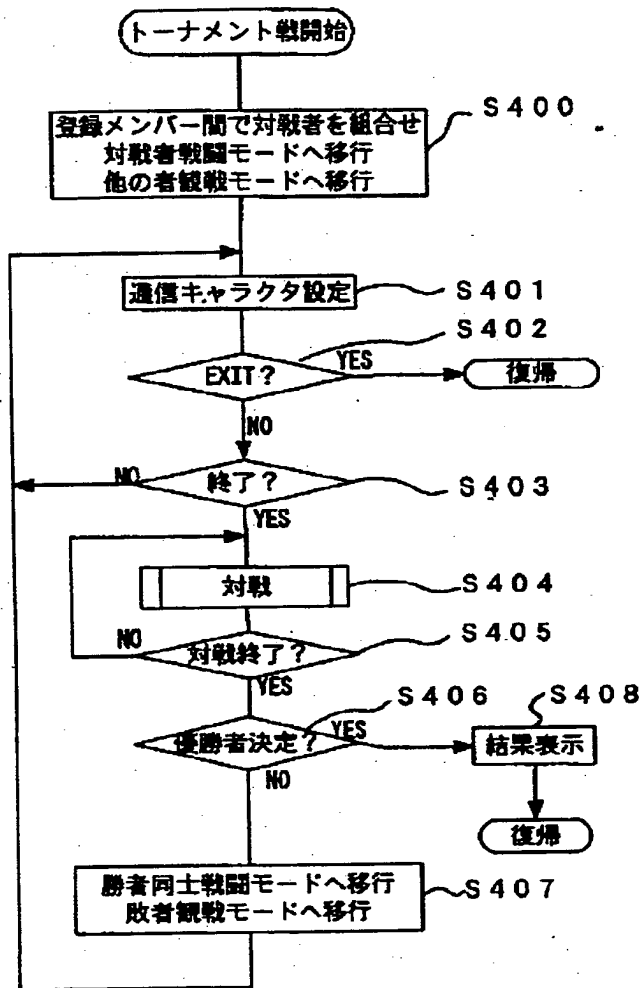 トーナメント戦開始
S400
登録メンバー間で対戦者を組合せ
対戦者戦闘モードへ移行
他の者観戦モードへ移行
通信キャラクタ設定
S401
S402
EXIT?
YES
復帰
NO
NO
終了?
S403
YES
対戦
S404
NO
対戦終了?
S405
YES
S406
S408
優勝者決定?
YES
結果表示
NO
復帰
勝者同士戦闘モードへ移行
敗者観戦モードへ移行
S407